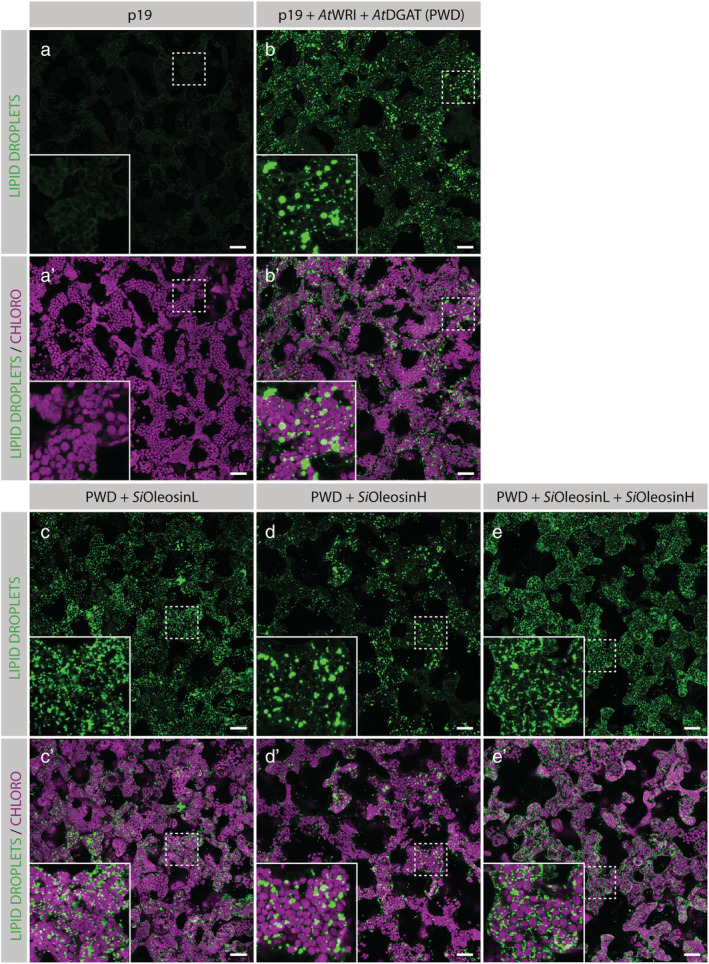 p19
p19 + AtWRI + AtDGAT (PWD)
LIPID DROPLETS
a
b
LIPID DROPLETS / CHLORO
a'
b'
PWD + SiOleosinL
PWD + SiOleosinH
PWD + SiOleosinL + SiOleosinH
LIPID DROPLETS
c
d
e
LIPID DROPLETS / CHLORO
c'
d'
e'